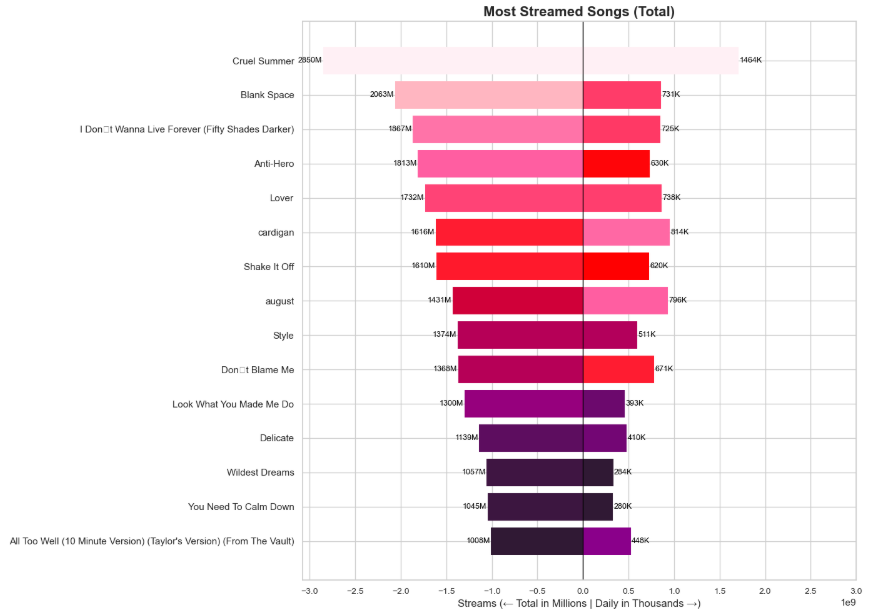 Most Streamed Songs (Total)
Cruel Summer 2850M 1464K
Blank Space 2063M 731K
I Don□t Wanna Live Forever (Fifty Shades Darker) 1867M 725K
Anti-Hero 1813M 630K
Lover 1732M 738K
cardigan 1616M 814K
Shake It Off 1610M 620K
august 1431M 796K
Style 1374M 511K
Don□t Blame Me 1368M 671K
Look What You Made Me Do 1300M 393K
Delicate 1139M 410K
Wildest Dreams 1057M 284K
You Need To Calm Down 1045M 280K
All Too Well (10 Minute Version) (Taylor's Version) (From The Vault) 1008M 448K
−3.0 −2.5 −2.0 −1.5 −1.0 −0.5 0.0 0.5 1.0 1.5 2.0 2.5 3.0
Streams (← Total in Millions | Daily in Thousands →) 1e9